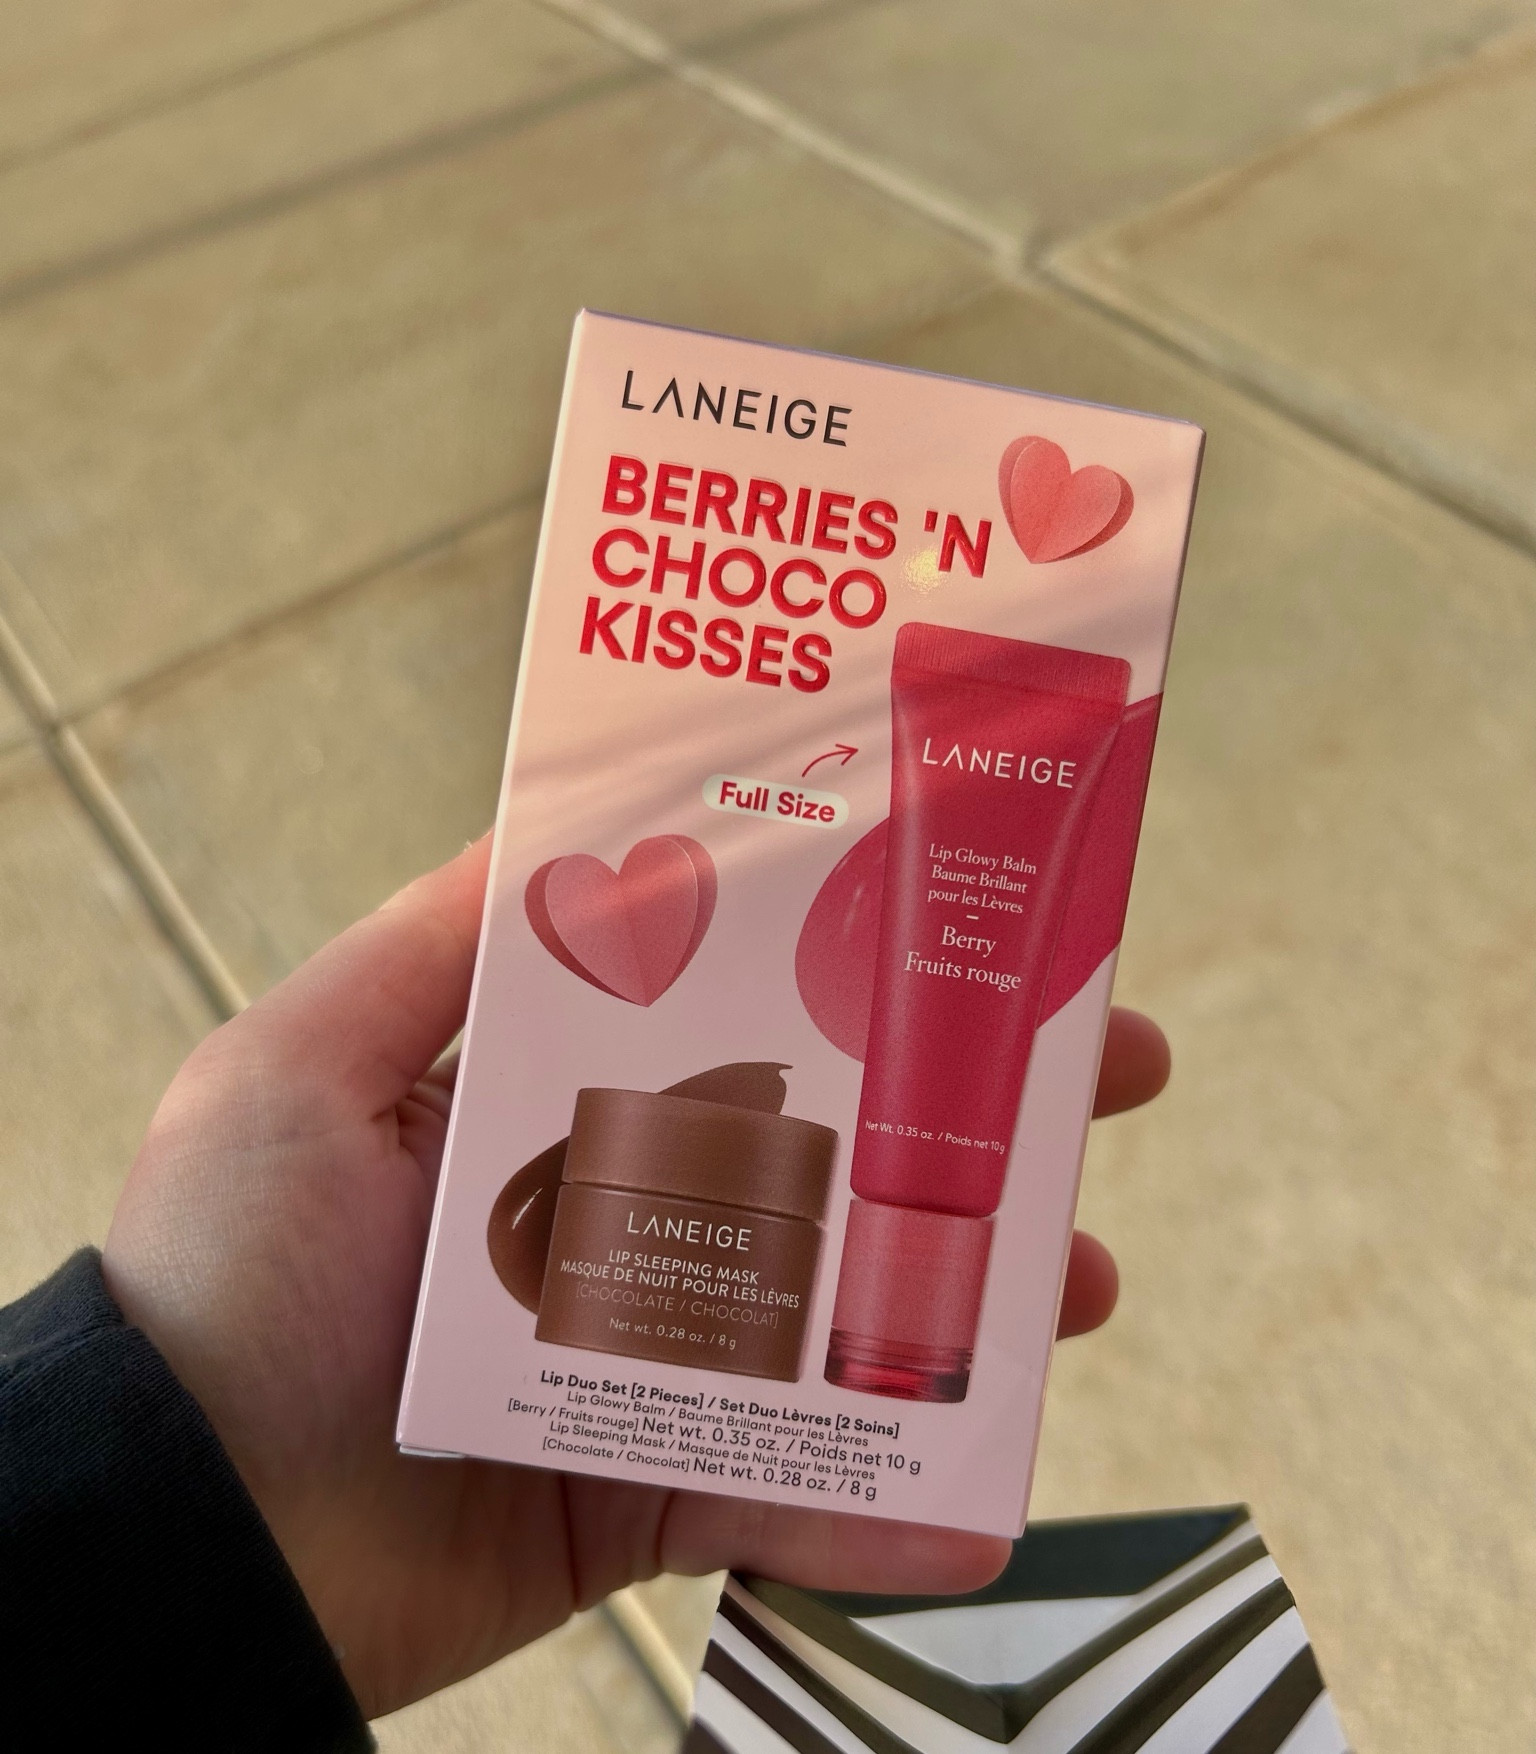 LANEIGE
BERRIES 'N
CHOCO
KISSES
Full Size
LANEIGE
Lip Glowy Balm
Baume Brillant
pour les Lèvres
Berry
Fruits rouge
Net Wt. 0.35 oz. / Poids net 10g
LANEIGE
LIP SLEEPING MASK
MASQUE DE NUIT POUR LES LÈVRES
[CHOCOLATE / CHOCOLAT]
Net wt. 0.28 oz. / 8 g
Lip Duo Set [2 Pieces] / Set Duo Lèvres [2 Soins]
Lip Glowy Balm / Baume Brillant pour les Lèvres
[Berry / Fruits rouge] Net wt. 0.35 oz. / Poids net 10 g
Lip Sleeping Mask / Masque de Nuit pour les Lèvres
[Chocolate / Chocolat] Net wt. 0.28 oz. / 8 g